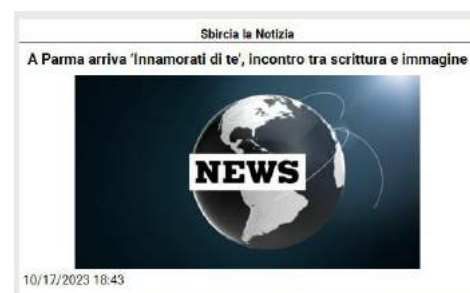 Sbircia la Notizia
A Parma arriva 'Innamorati di te', incontro tra scrittura e immagine
NEWS
10/17/2023 18:43